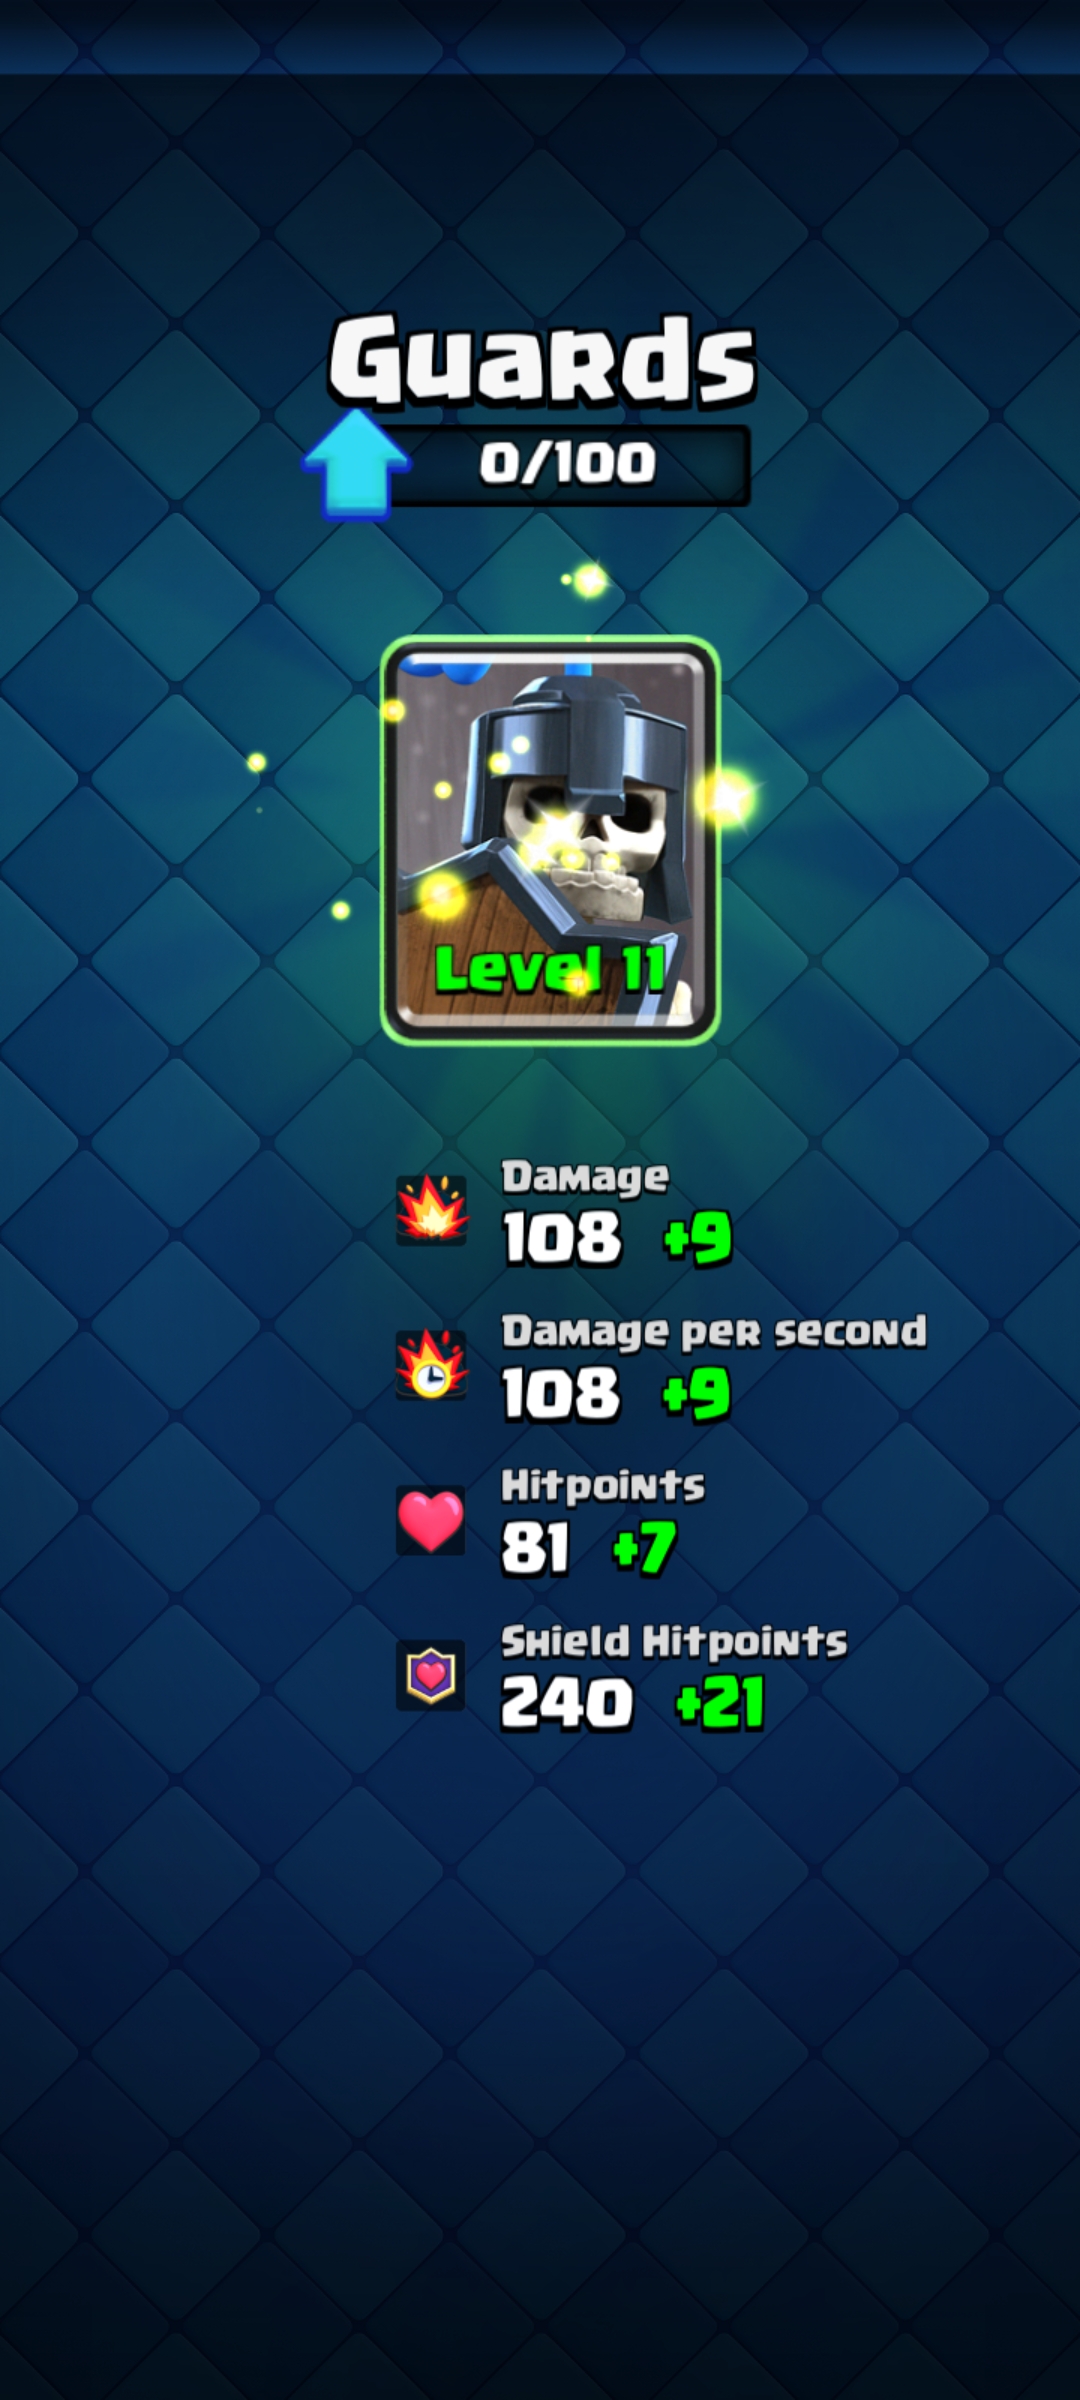 Guards
0/100
Level 11
Damage
108 +9
Damage per second
108 +9
Hitpoints
81 +7
Shield Hitpoints
240 +21